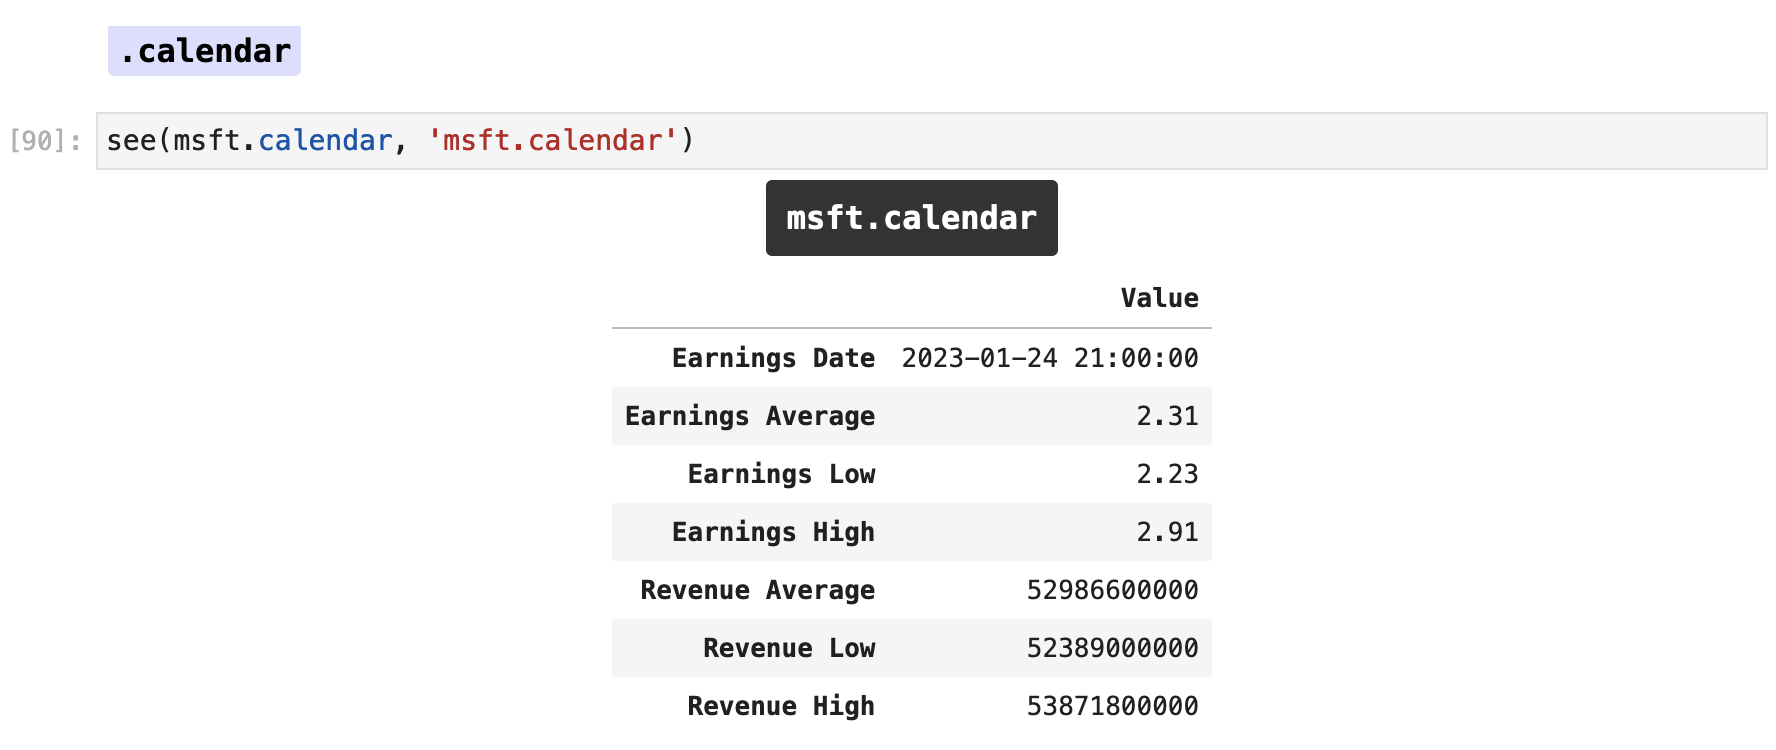 .calendar
[90]: see(msft.calendar, 'msft.calendar')
msft.calendar
Value
Earnings Date 2023-01-24 21:00:00
Earnings Average 2.31
Earnings Low 2.23
Earnings High 2.91
Revenue Average 52986600000
Revenue Low 52389000000
Revenue High 53871800000